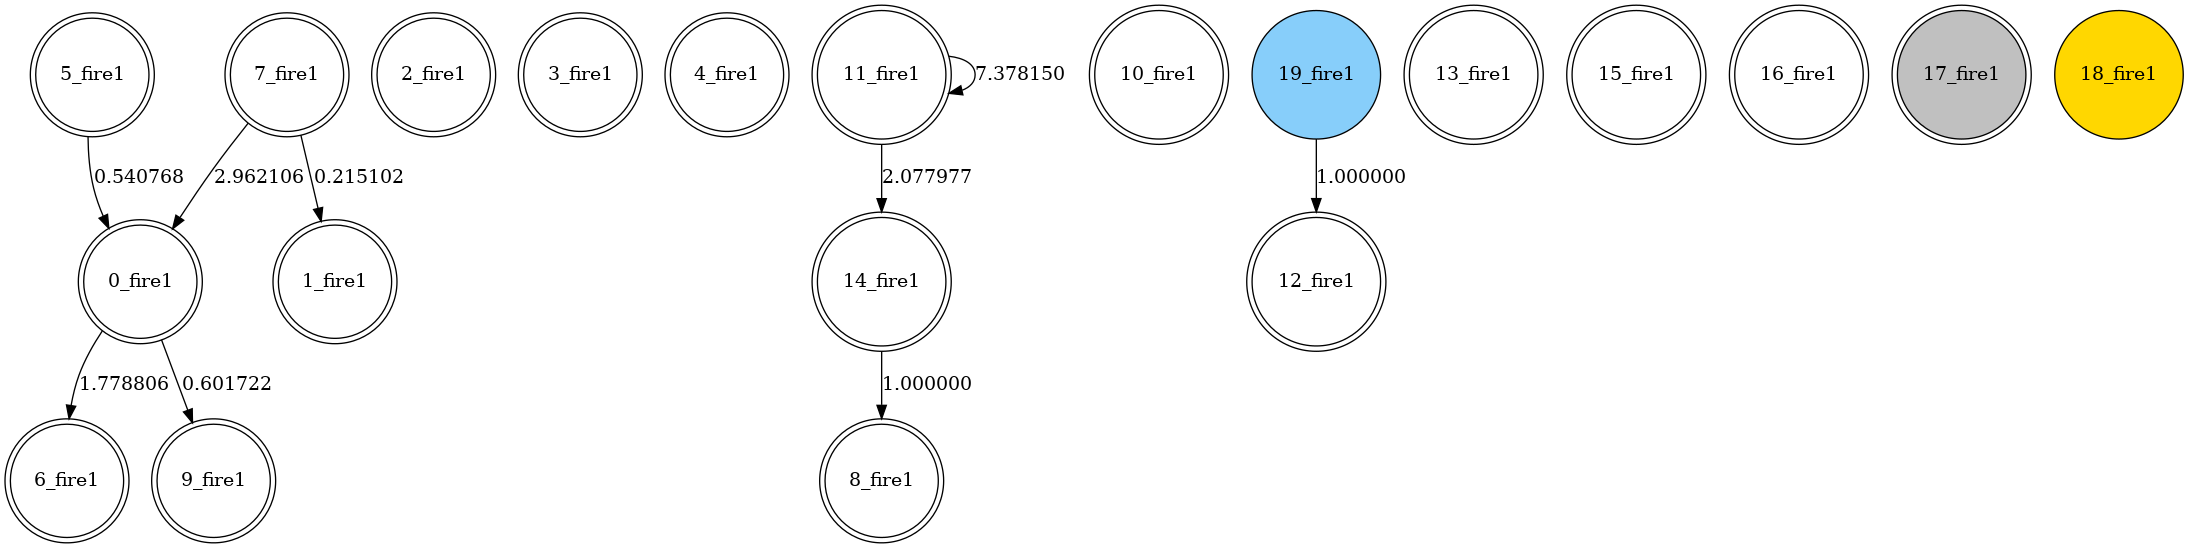 5_fire1
7_fire1
2_fire1
3_fire1
4_fire1
11_fire1
7.378150
10_fire1
19_fire1
13_fire1
15_fire1
16_fire1
17_fire1
18_fire1
0.540768
2.962106
0.215102
2.077977
1.000000
0_fire1
1_fire1
14_fire1
12_fire1
1.778806
0.601722
1.000000
6_fire1
9_fire1
8_fire1